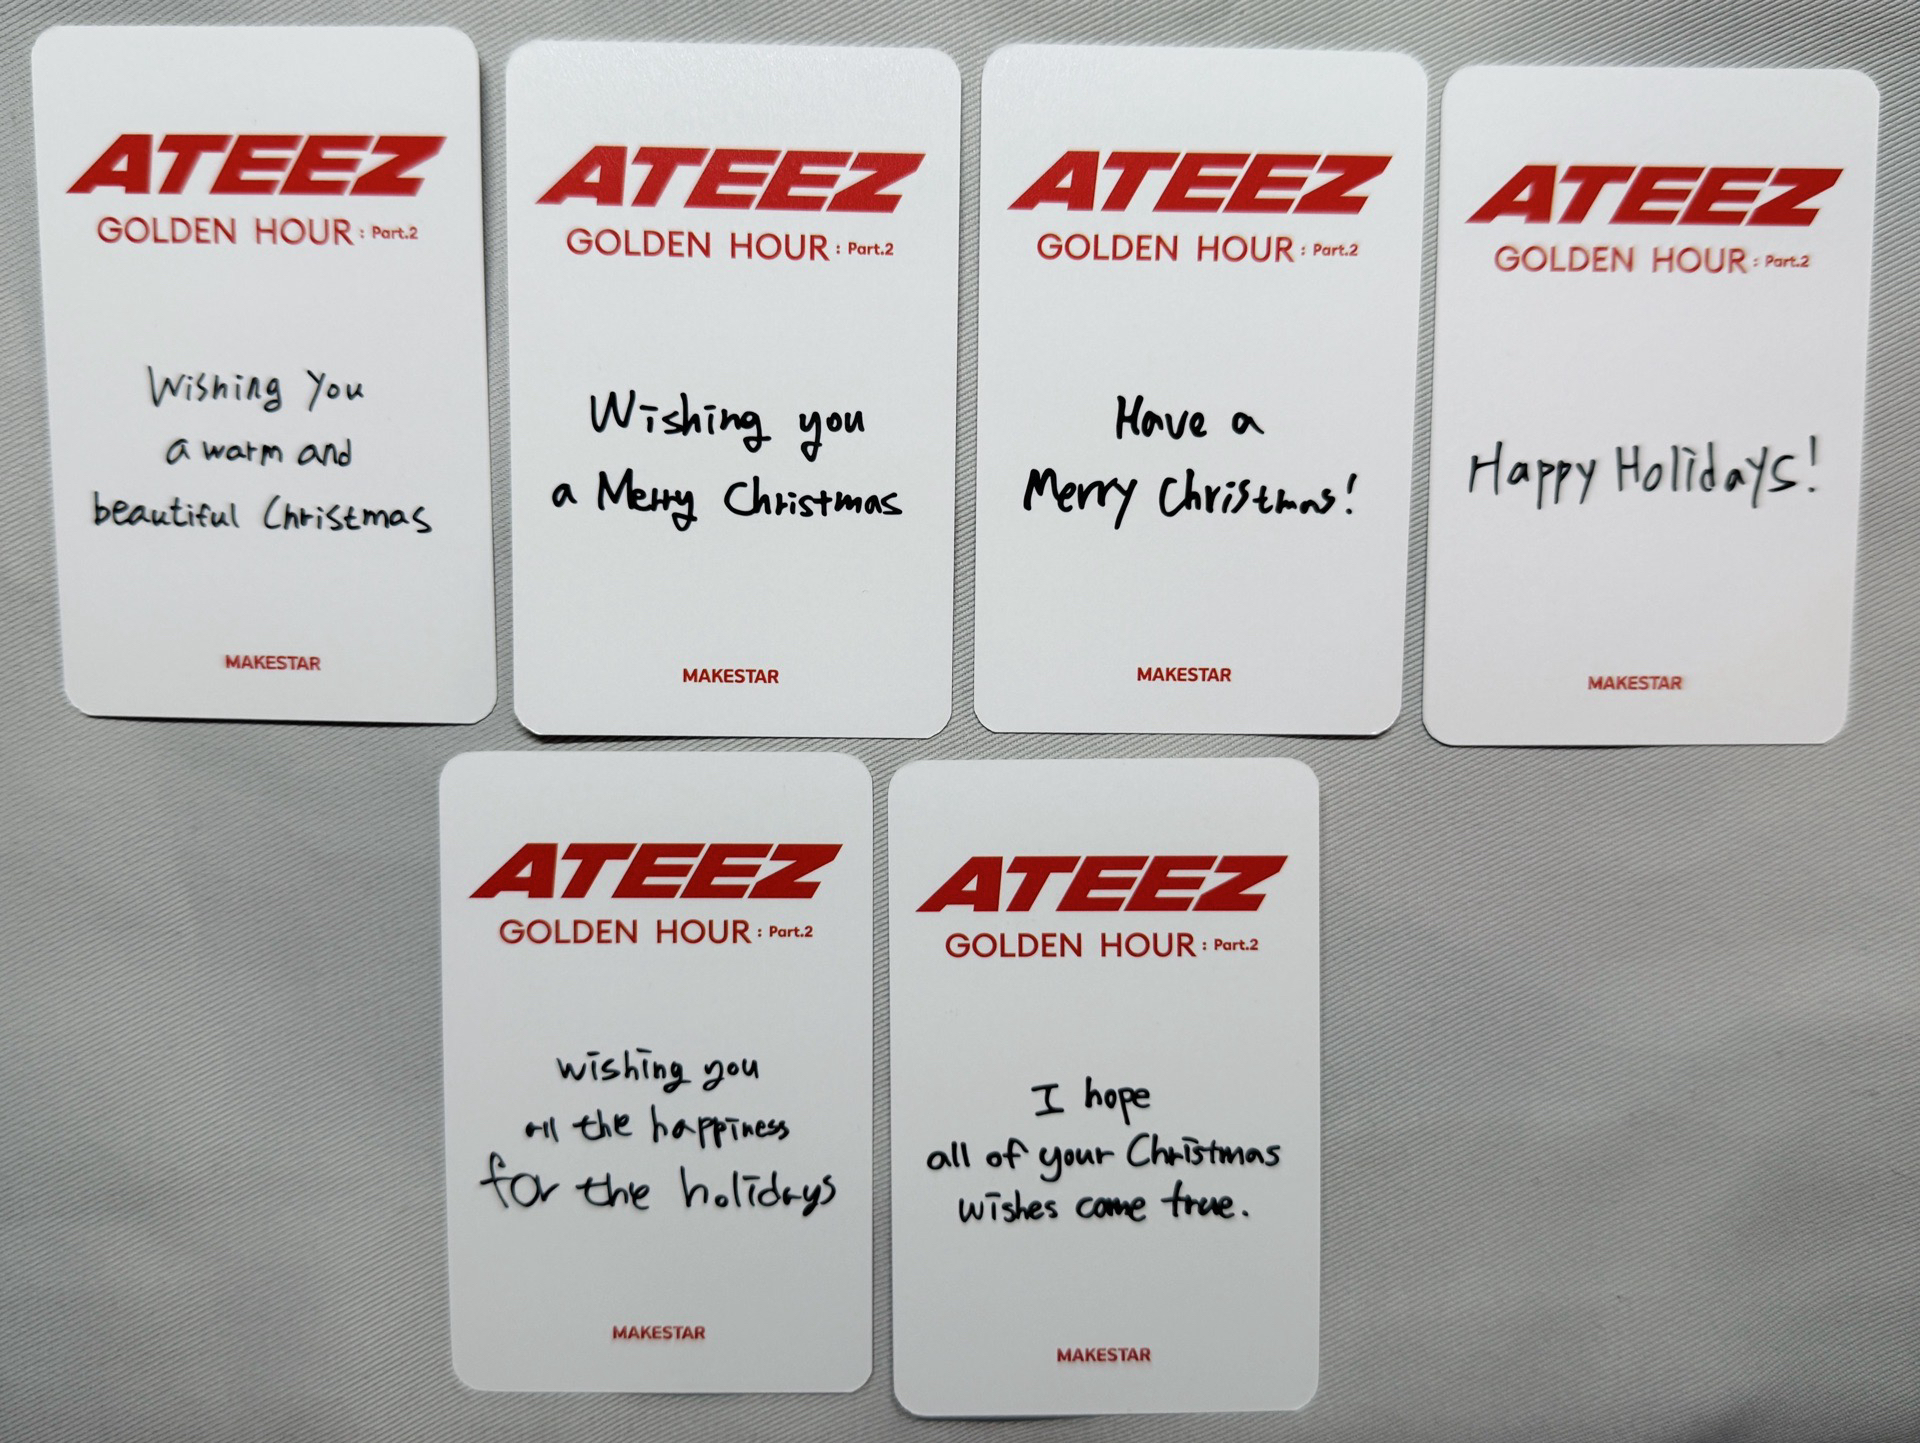 ATEEZ
GOLDEN HOUR : Part.2
Wishing You
a warm and
beautiful Christmas
MAKESTAR
ATEEZ
GOLDEN HOUR : Part.2
Wishing you
a Merry Christmas
MAKESTAR
ATEEZ
GOLDEN HOUR : Part.2
Have a
Merry Christmas!
MAKESTAR
ATEEZ
GOLDEN HOUR : Part.2
Happy Holidays!
MAKESTAR
ATEEZ
GOLDEN HOUR : Part.2
wishing you
all the happiness
for the holidays
MAKESTAR
ATEEZ
GOLDEN HOUR : Part.2
I hope
all of your Christmas
wishes come true.
MAKESTAR